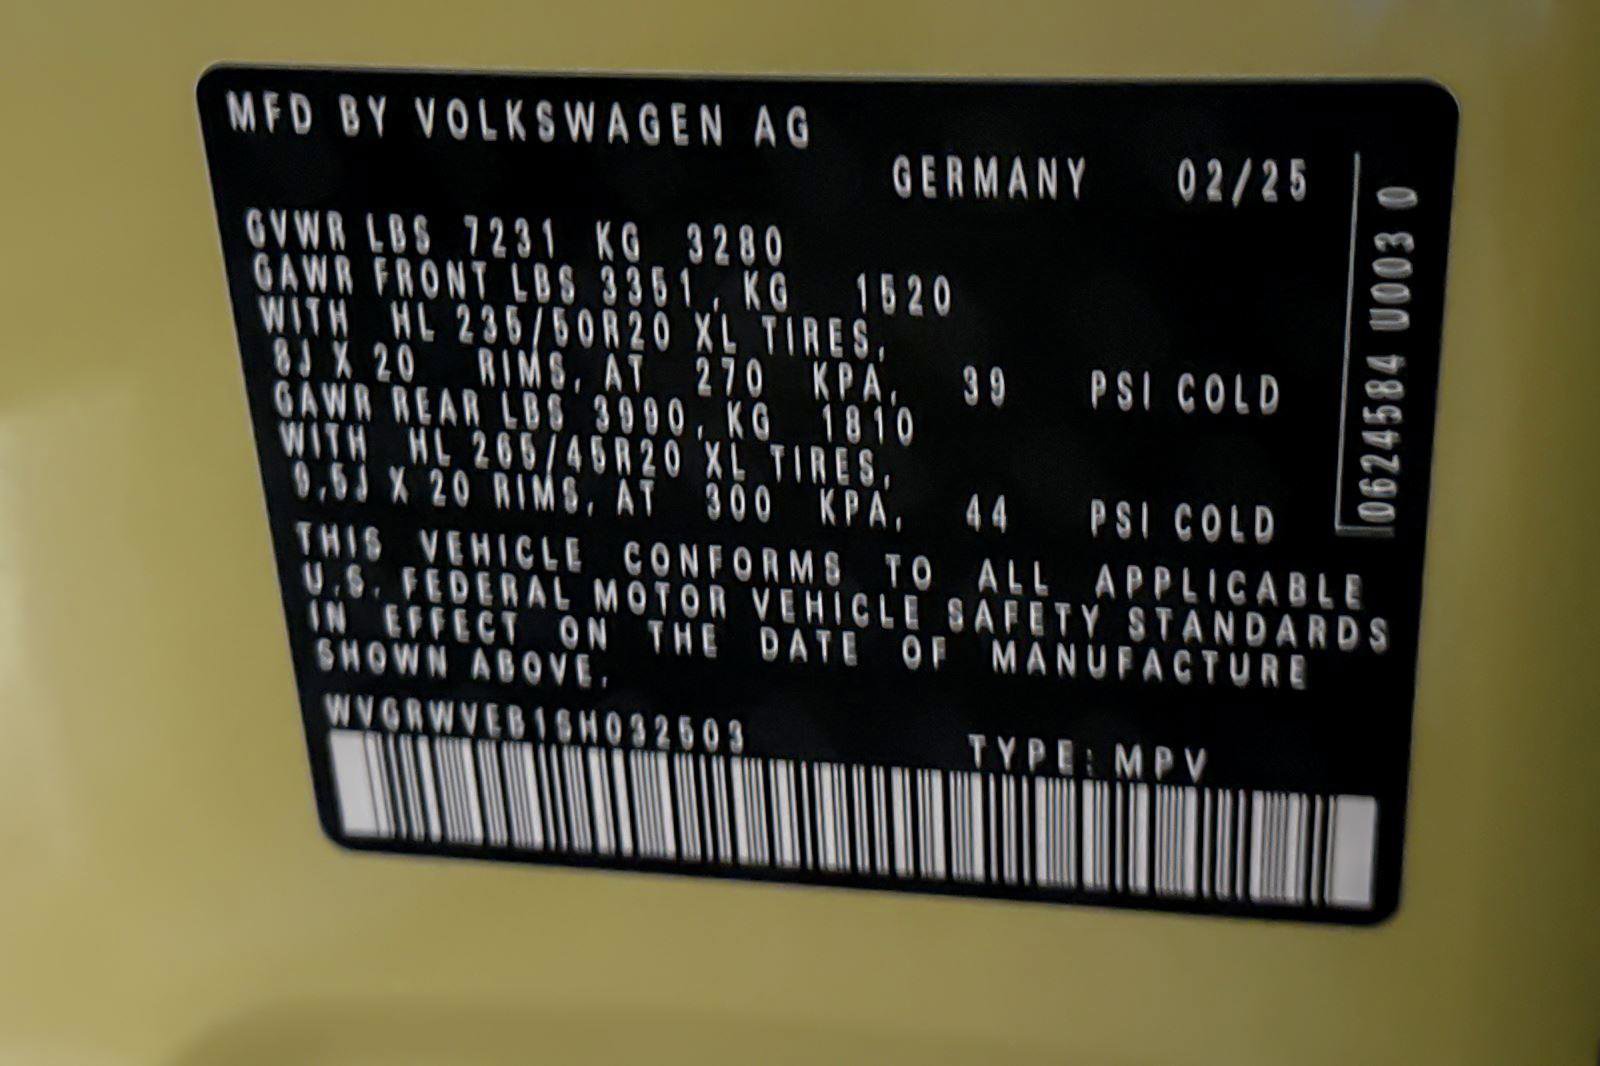 MFD BY VOLKSWAGEN AG
GERMANY 02/25
GVWR LBS 7231 KG 3280
GAWR FRONT LBS 3351, KG 1520
WITH HL 235/50R20 XL TIRES,
8J X 20 RIMS, AT 270 KPA, 39 PSI COLD
GAWR REAR LBS 3990, KG 1810
WITH HL 265/45R20 XL TIRES,
9,5J X 20 RIMS, AT 300 KPA, 44 PSI COLD
THIS VEHICLE CONFORMS TO ALL APPLICABLE
U.S. FEDERAL MOTOR VEHICLE SAFETY STANDARDS
IN EFFECT ON THE DATE OF MANUFACTURE
SHOWN ABOVE.
WVGRWVEB1SH032503
TYPE: MPV
0624584 U003 0